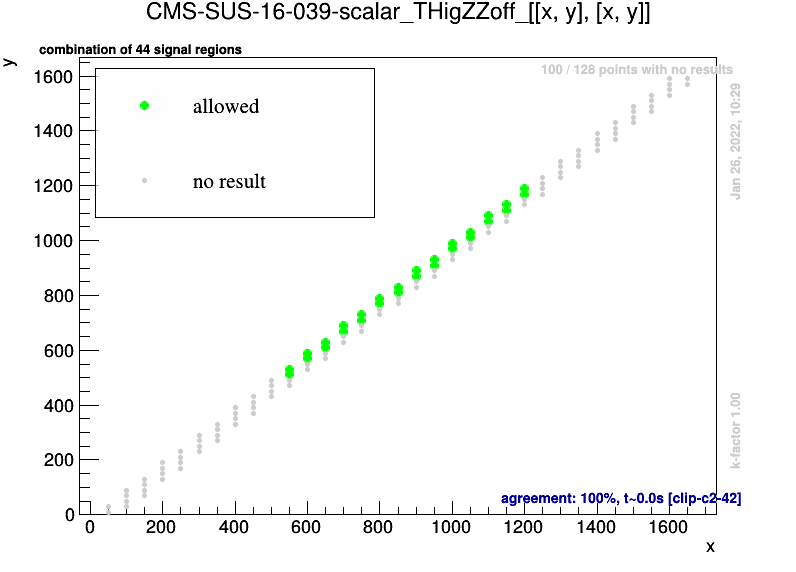 CMS-SUS-16-039-scalar_THigZZoff_[[x, y], [x, y]]
combination of 44 signal regions
y
100 / 128 points with no results
allowed
no result
Jan 26, 2022, 10:29
k-factor 1.00
agreement: 100%, t~0.0s [clip-c2-42]
1600
1400
1200
1000
800
600
400
200
0
0 200 400 600 800 1000 1200 1400 1600
x